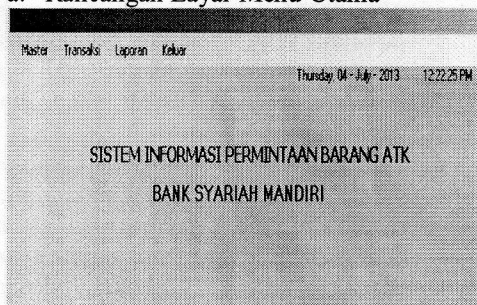 a. Rancangan Layar Menu Utama
Master Transaksi Laporan Keluar
Thursday 04 - July - 2013 12:22:25 PM
SISTEM INFORMASI PERMINTAAN BARANG ATK
BANK SYARIAH MANDIRI